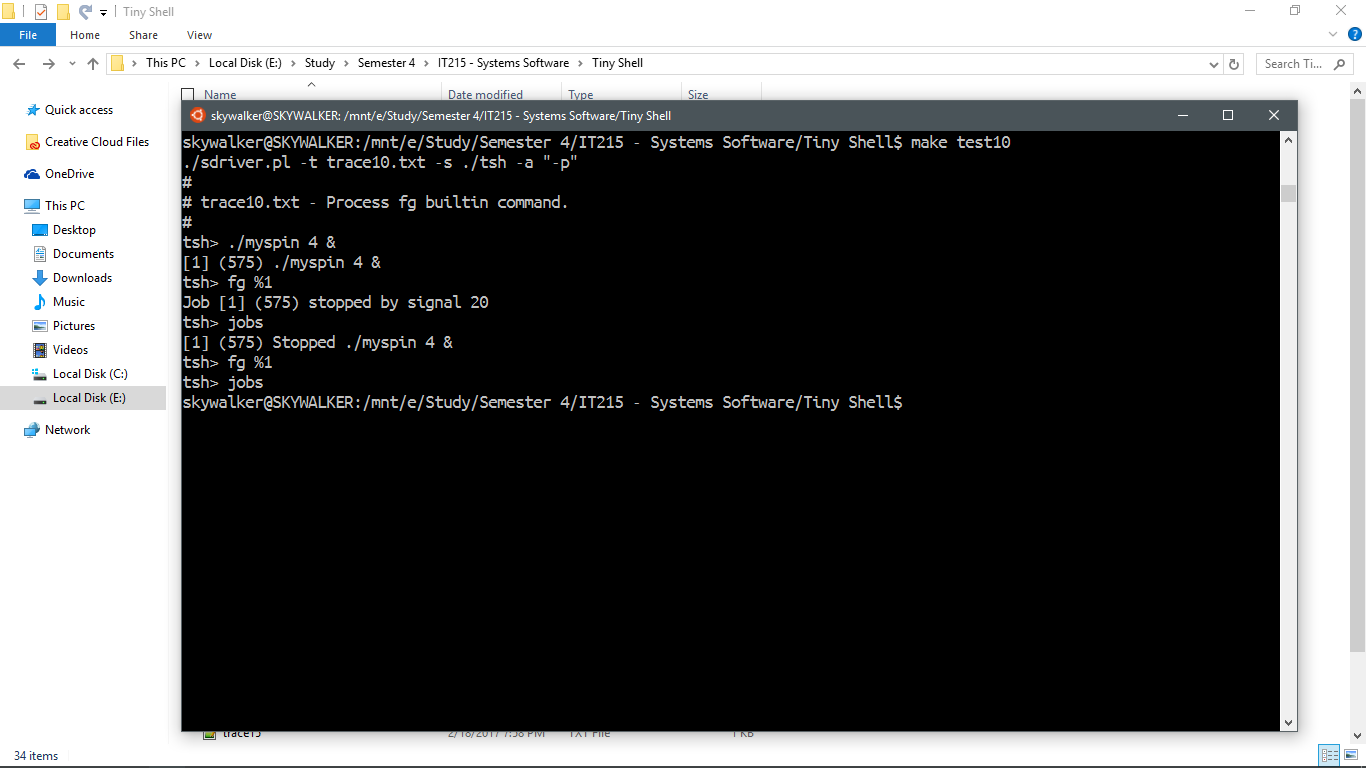 Tiny Shell
File Home Share View
This PC Local Disk (E:) Study Semester 4 IT215 - Systems Software Tiny Shell
Search Ti...
Name Date modified Type Size
Quick access
Creative Cloud Files
OneDrive
This PC
Desktop
Documents
Downloads
Music
Pictures
Videos
Local Disk (C:)
Local Disk (E:)
Network
skywalker@SKYWALKER: /mnt/e/Study/Semester 4/IT215 - Systems Software/Tiny Shell
skywalker@SKYWALKER:/mnt/e/Study/Semester 4/IT215 - Systems Software/Tiny Shell$ make test10
./sdriver.pl -t trace10.txt -s ./tsh -a "-p"
#
# trace10.txt - Process fg builtin command.
#
tsh> ./myspin 4 &
[1] (575) ./myspin 4 &
tsh> fg %1
Job [1] (575) stopped by signal 20
tsh> jobs
[1] (575) Stopped ./myspin 4 &
tsh> fg %1
tsh> jobs
skywalker@SKYWALKER:/mnt/e/Study/Semester 4/IT215 - Systems Software/Tiny Shell$
trace15 2/18/2017 7:58 PM TXT File 1 KB
34 items